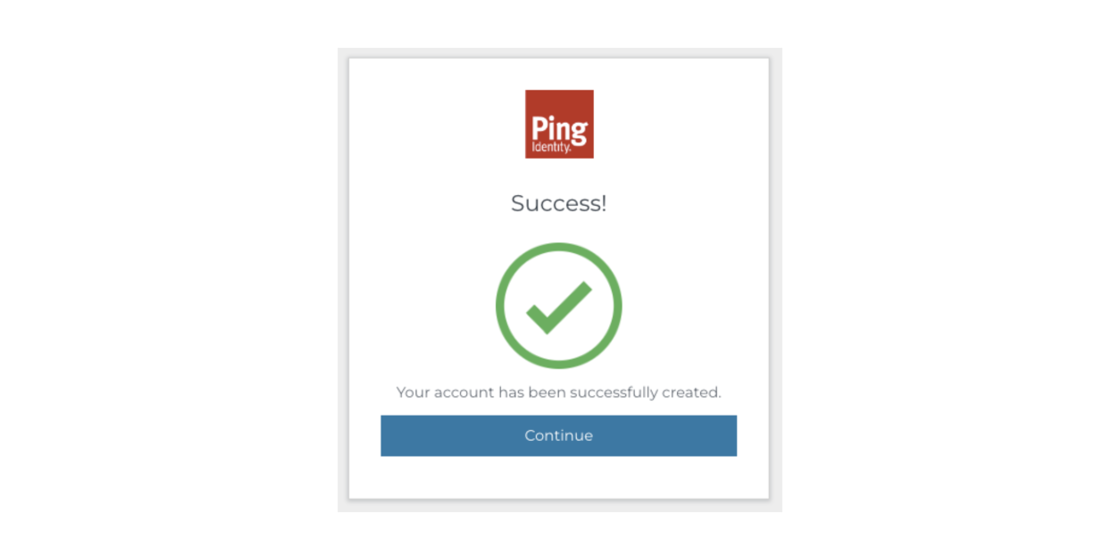 Ping
Identity.
Success!
Your account has been successfully created.
Continue